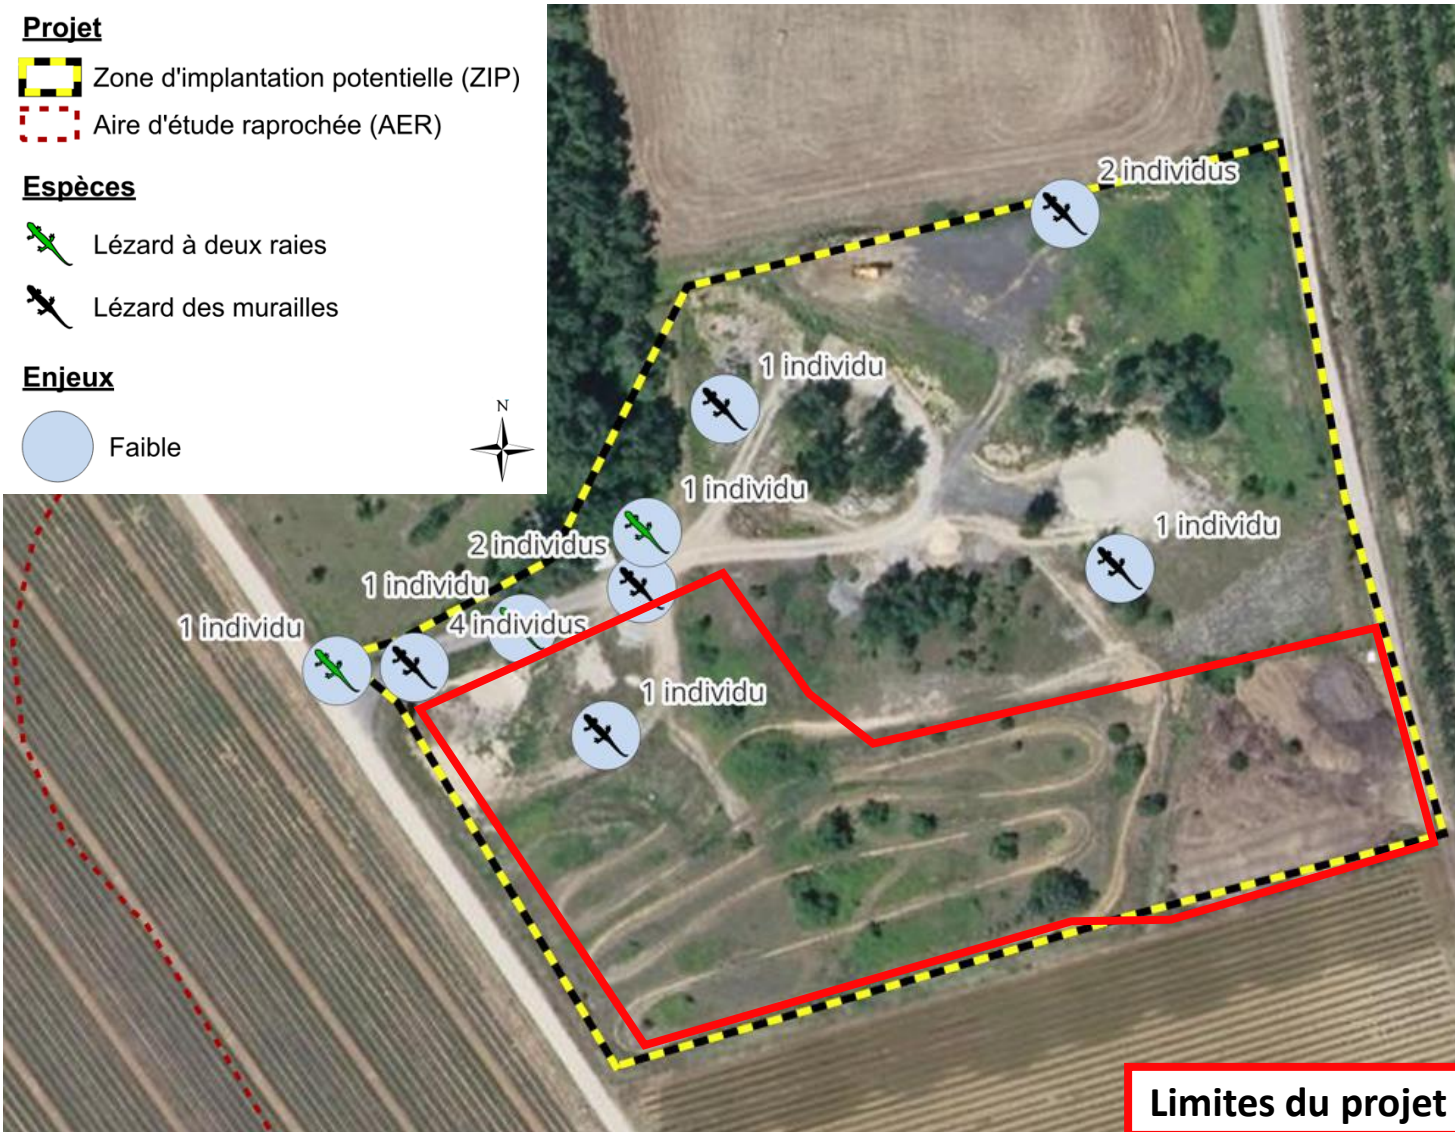 Projet
Zone d'implantation potentielle (ZIP)
Aire d'étude raprochée (AER)
Espèces
Lézard à deux raies
Lézard des murailles
Enjeux
Faible
N
2 individus
1 individu
1 individu
2 individus
1 individu
1 individu
1 individu
4 individus
1 individu
Limites du projet